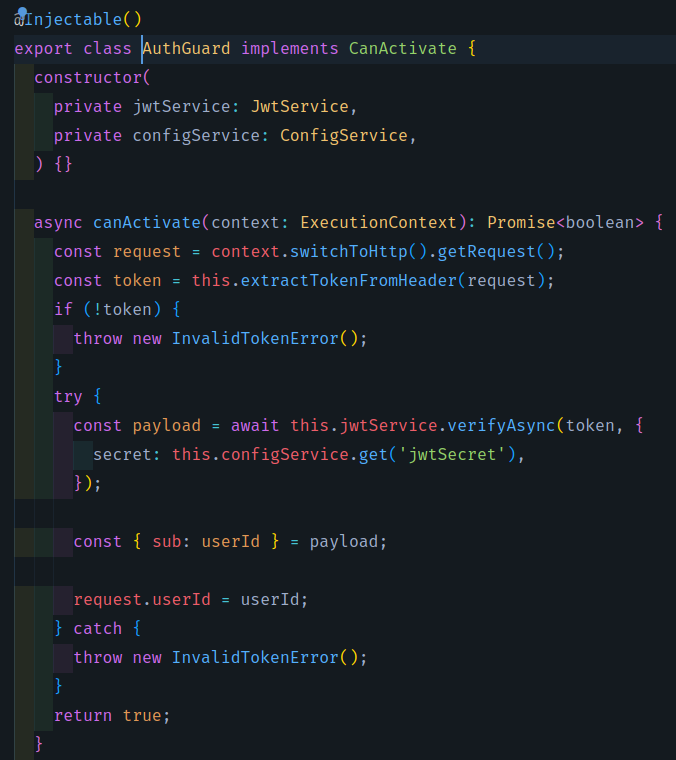 @Injectable()
export class AuthGuard implements CanActivate {
constructor(
private jwtService: JwtService,
private configService: ConfigService,
) {}
async canActivate(context: ExecutionContext): Promise<boolean> {
const request = context.switchToHttp().getRequest();
const token = this.extractTokenFromHeader(request);
if (!token) {
throw new InvalidTokenError();
}
try {
const payload = await this.jwtService.verifyAsync(token, {
secret: this.configService.get('jwtSecret'),
});
const { sub: userId } = payload;
request.userId = userId;
} catch {
throw new InvalidTokenError();
}
return true;
}